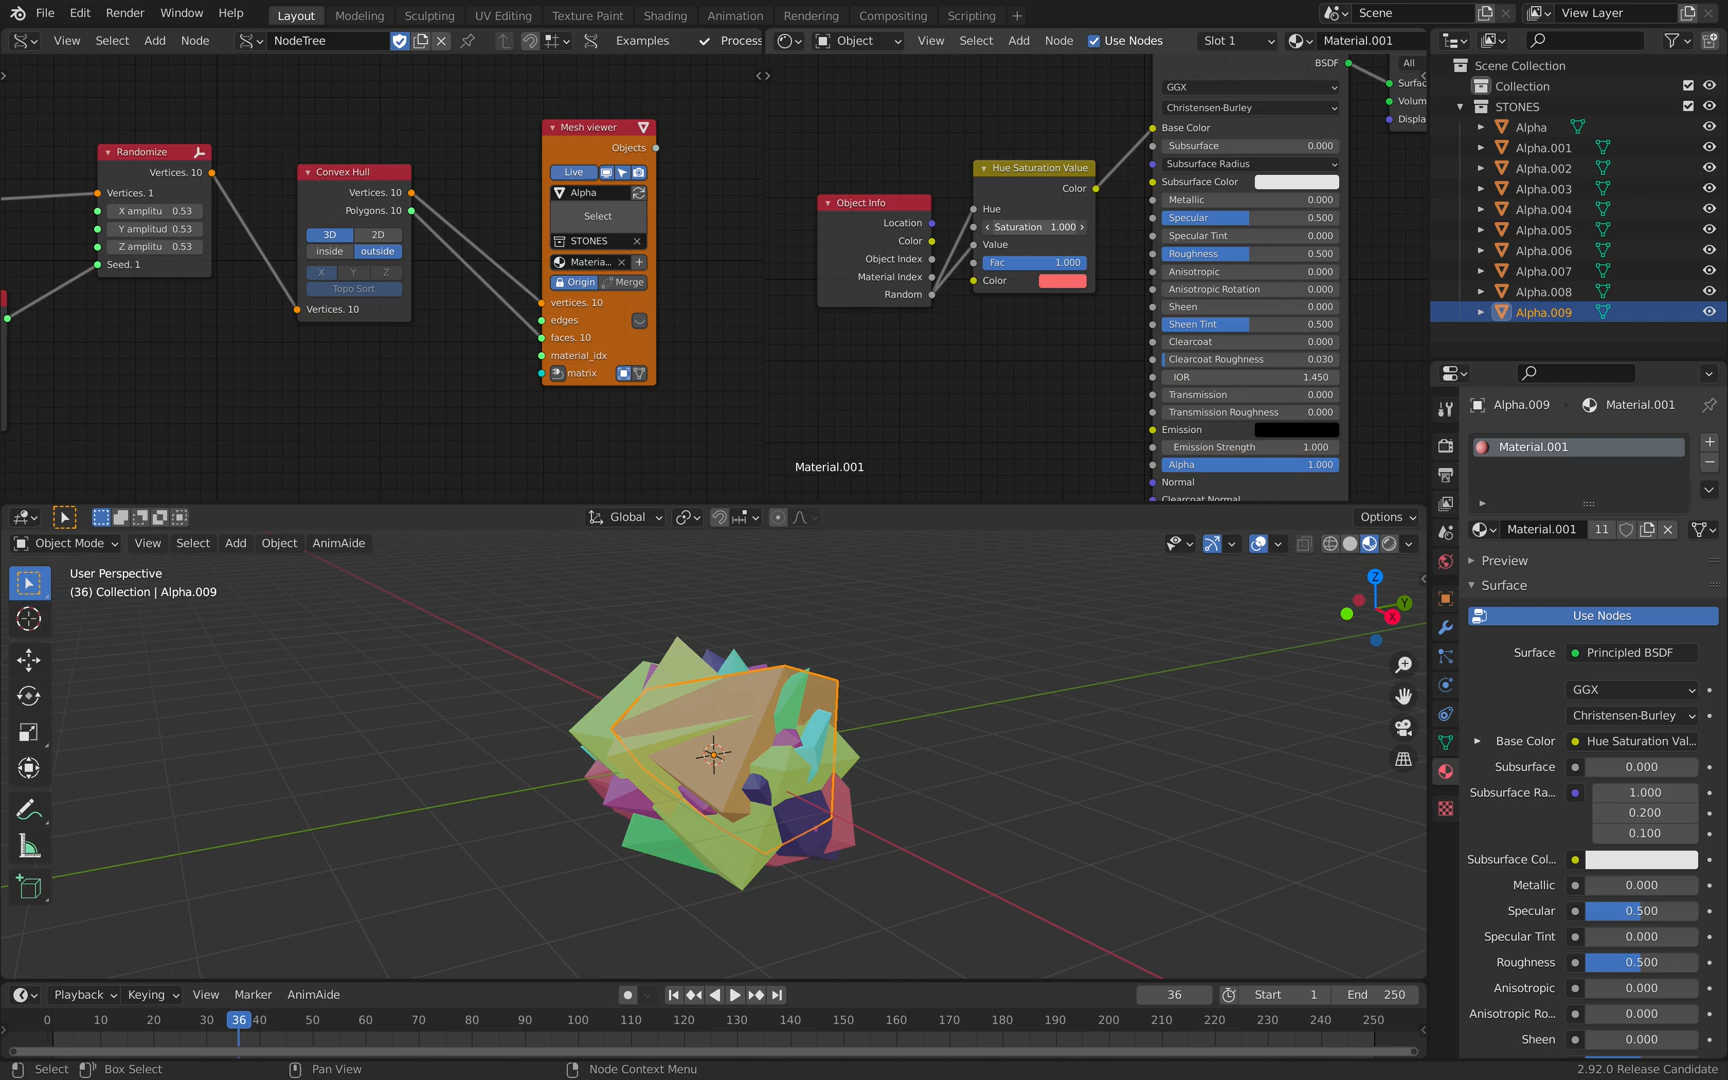 File Edit Render Window Help Layout Modeling Sculpting UV Editing Texture Paint Shading Animation Rendering Compositing Scripting + Scene View Layer
View Select Add Node NodeTree Examples Process Object View Select Add Node Use Nodes Slot 1 Material.001
Randomize
Vertices. 10
Vertices. 1
X amplitu 0.53
Y amplitud 0.53
Z amplitu 0.53
Seed. 1
Convex Hull
Vertices. 10
Polygons. 10
3D 2D
inside outside
X Y Z
Topo Sort
Vertices. 10
Mesh viewer
Objects
Live
Alpha
Select
STONES
Materia...
Origin Merge
vertices. 10
edges
faces. 10
material_idx
matrix
Object Info
Location
Color
Object Index
Material Index
Random
Hue Saturation Value
Color
Hue
Saturation 1.000
Value
Fac 1.000
Color
Material.001
BSDF
GGX
Christensen-Burley
Base Color
Subsurface 0.000
Subsurface Radius
Subsurface Color
Metallic 0.000
Specular 0.500
Specular Tint 0.000
Roughness 0.500
Anisotropic 0.000
Anisotropic Rotation 0.000
Sheen 0.000
Sheen Tint 0.500
Clearcoat 0.000
Clearcoat Roughness 0.030
IOR 1.450
Transmission 0.000
Transmission Roughness 0.000
Emission
Emission Strength 1.000
Alpha 1.000
Normal
Clearcoat Normal
All
Surfac
Volum
Displa
Scene Collection
Collection
STONES
Alpha
Alpha.001
Alpha.002
Alpha.003
Alpha.004
Alpha.005
Alpha.006
Alpha.007
Alpha.008
Alpha.009
Global Options
Object Mode View Select Add Object AnimAide
User Perspective
(36) Collection | Alpha.009
Z
Y
X
Alpha.009 Material.001
Material.001
Material.001 11
Preview
Surface
Use Nodes
Surface Principled BSDF
GGX
Christensen-Burley
Base Color Hue Saturation Val...
Subsurface 0.000
Subsurface Ra... 1.000
0.200
0.100
Subsurface Col...
Metallic 0.000
Specular 0.500
Specular Tint 0.000
Roughness 0.500
Anisotropic 0.000
Anisotropic Ro... 0.000
Sheen 0.000
Playback Keying View Marker AnimAide 36 Start 1 End 250
0 10 20 30 36 40 50 60 70 80 90 100 110 120 130 140 150 160 170 180 190 200 210 220 230 240 250
Select Box Select Pan View Node Context Menu 2.92.0 Release Candidate